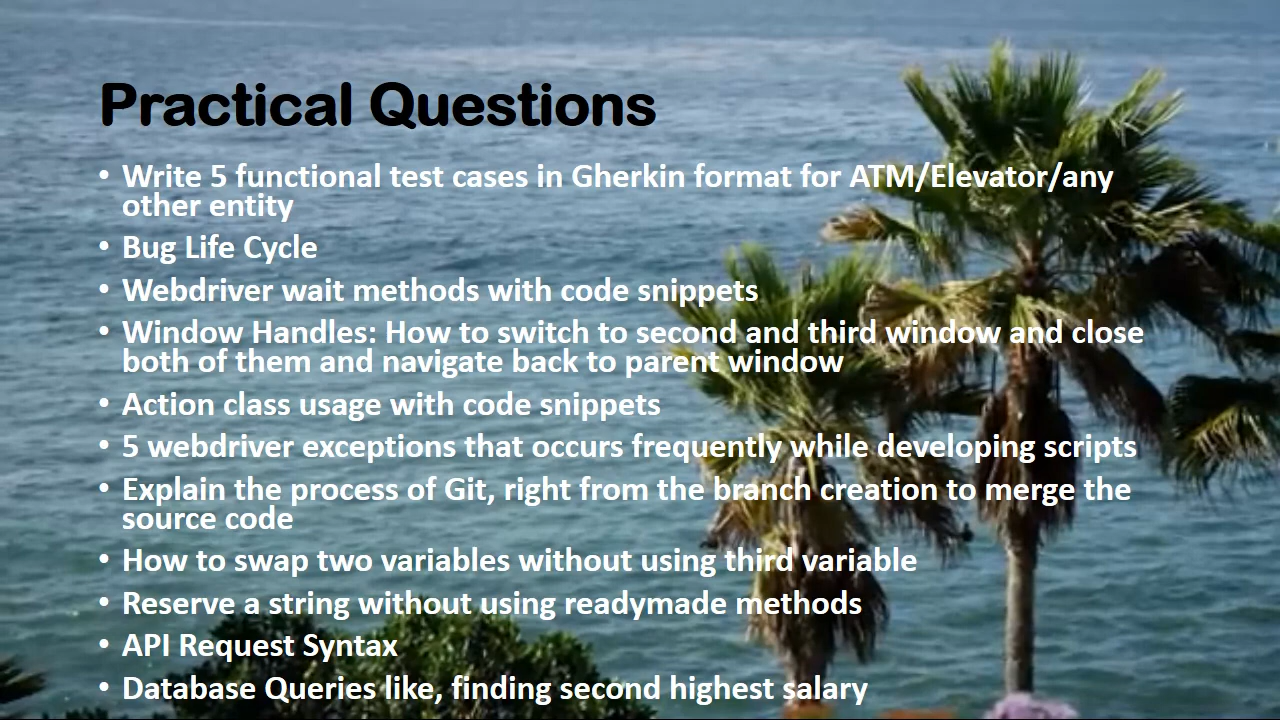 Practical Questions
• Write 5 functional test cases in Gherkin format for ATM/Elevator/any
other entity
• Bug Life Cycle
• Webdriver wait methods with code snippets
• Window Handles: How to switch to second and third window and close
both of them and navigate back to parent window
• Action class usage with code snippets
• 5 webdriver exceptions that occurs frequently while developing scripts
• Explain the process of Git, right from the branch creation to merge the
source code
• How to swap two variables without using third variable
• Reserve a string without using readymade methods
• API Request Syntax
• Database Queries like, finding second highest salary